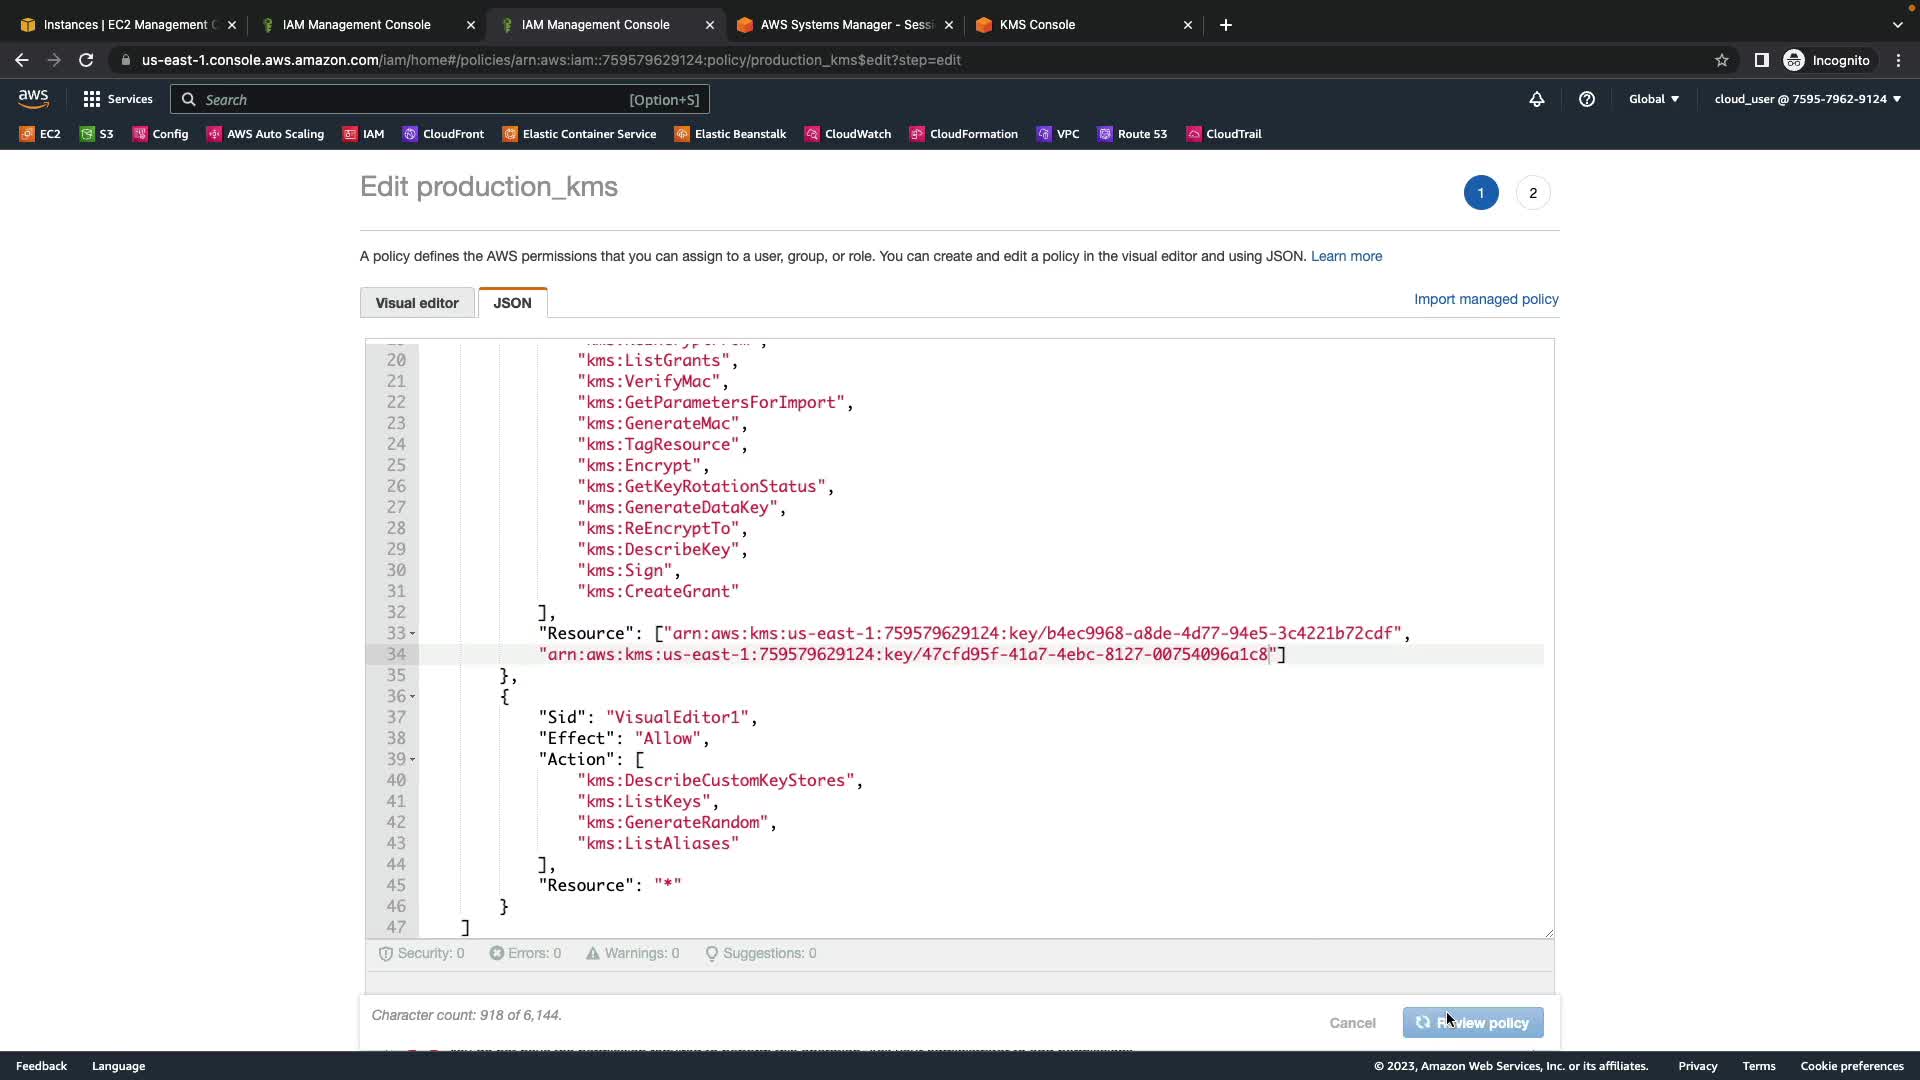 Instances | EC2 Management C
IAM Management Console
IAM Management Console
AWS Systems Manager - Sessi
KMS Console
us-east-1.console.aws.amazon.com/iam/home#/policies/arn:aws:iam::759579629124:policy/production_kms$edit?step=edit
Incognito
aws
Services
Search
[Option+S]
Global
cloud_user @ 7595-7962-9124
EC2
S3
Config
AWS Auto Scaling
IAM
CloudFront
Elastic Container Service
Elastic Beanstalk
CloudWatch
CloudFormation
VPC
Route 53
CloudTrail
Edit production_kms
1
2
A policy defines the AWS permissions that you can assign to a user, group, or role. You can create and edit a policy in the visual editor and using JSON. Learn more
Visual editor
JSON
Import managed policy
20 "kms:ListGrants",
21 "kms:VerifyMac",
22 "kms:GetParametersForImport",
23 "kms:GenerateMac",
24 "kms:TagResource",
25 "kms:Encrypt",
26 "kms:GetKeyRotationStatus",
27 "kms:GenerateDataKey",
28 "kms:ReEncryptTo",
29 "kms:DescribeKey",
30 "kms:Sign",
31 "kms:CreateGrant"
32 ],
33 "Resource": ["arn:aws:kms:us-east-1:759579629124:key/b4ec9968-a8de-4d77-94e5-3c4221b72cdf",
34 "arn:aws:kms:us-east-1:759579629124:key/47cfd95f-41a7-4ebc-8127-00754096a1c8"]
35 },
36 {
37 "Sid": "VisualEditor1",
38 "Effect": "Allow",
39 "Action": [
40 "kms:DescribeCustomKeyStores",
41 "kms:ListKeys",
42 "kms:GenerateRandom",
43 "kms:ListAliases"
44 ],
45 "Resource": "*"
46 }
47 ]
Security: 0
Errors: 0
Warnings: 0
Suggestions: 0
Character count: 918 of 6,144.
Cancel
Review policy
Feedback
Language
© 2023, Amazon Web Services, Inc. or its affiliates.
Privacy
Terms
Cookie preferences